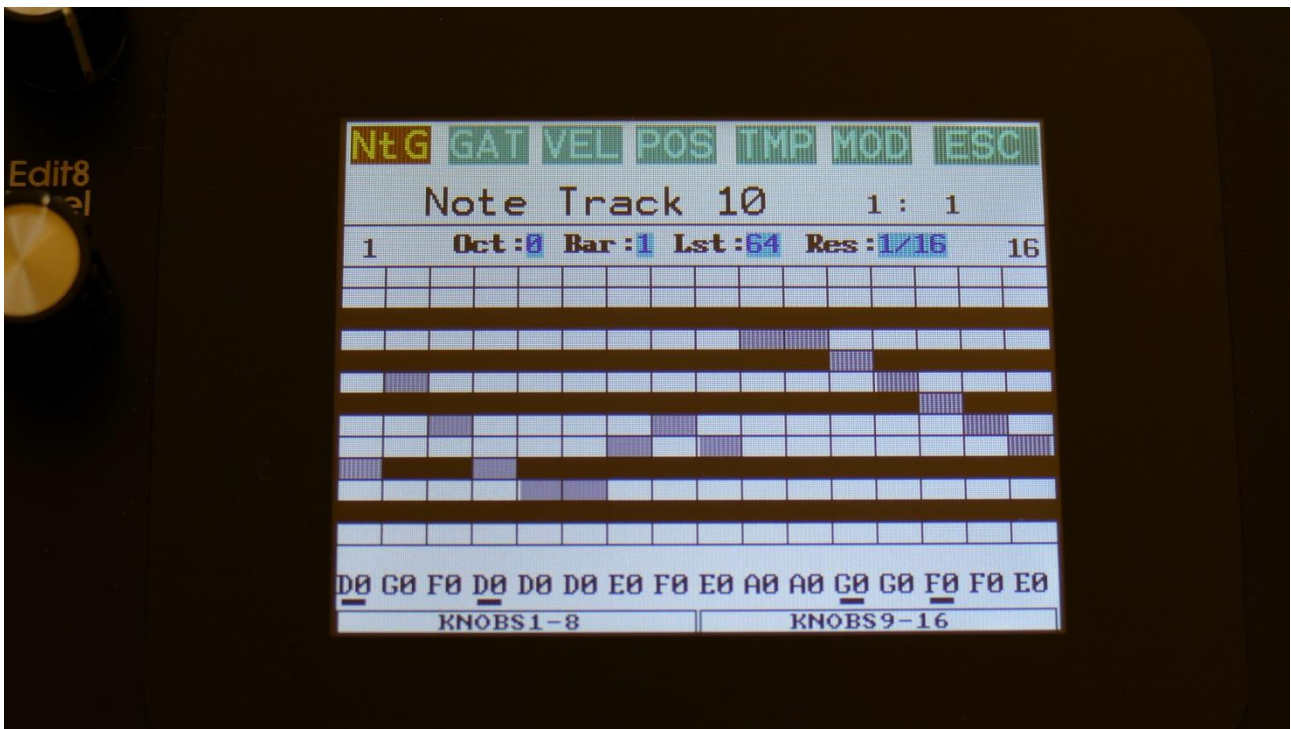 NtG GAT VEL POS TMP MOD ESC
Edit8
el
Note Track 10 1: 1
1 Oct:0 Bar:1 Lst:64 Res:1/16 16
D0 G0 F0 D0 D0 D0 E0 F0 E0 A0 A0 G0 G0 F0 F0 E0
KNOBS1-8 KNOBS9-16